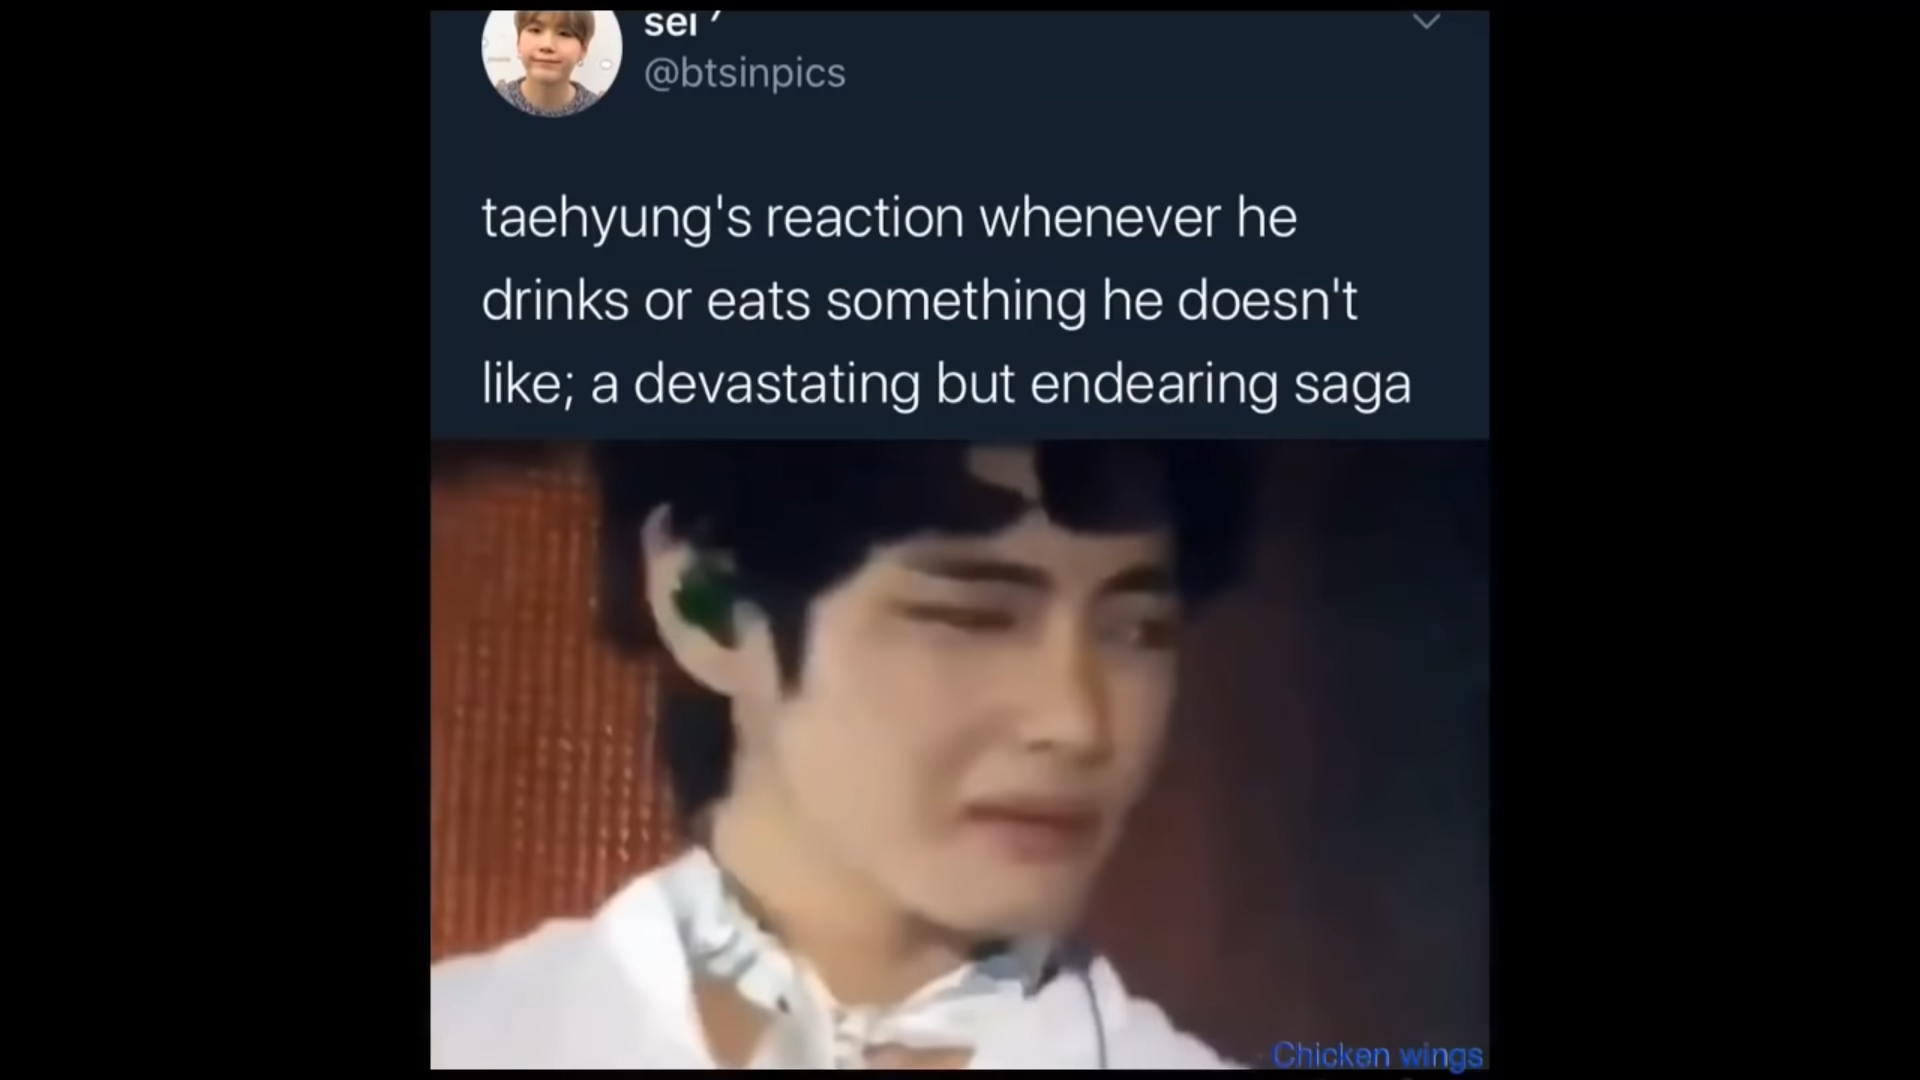 sei
@btsinpics
taehyung's reaction whenever he
drinks or eats something he doesn't
like; a devastating but endearing saga
Chicken wings